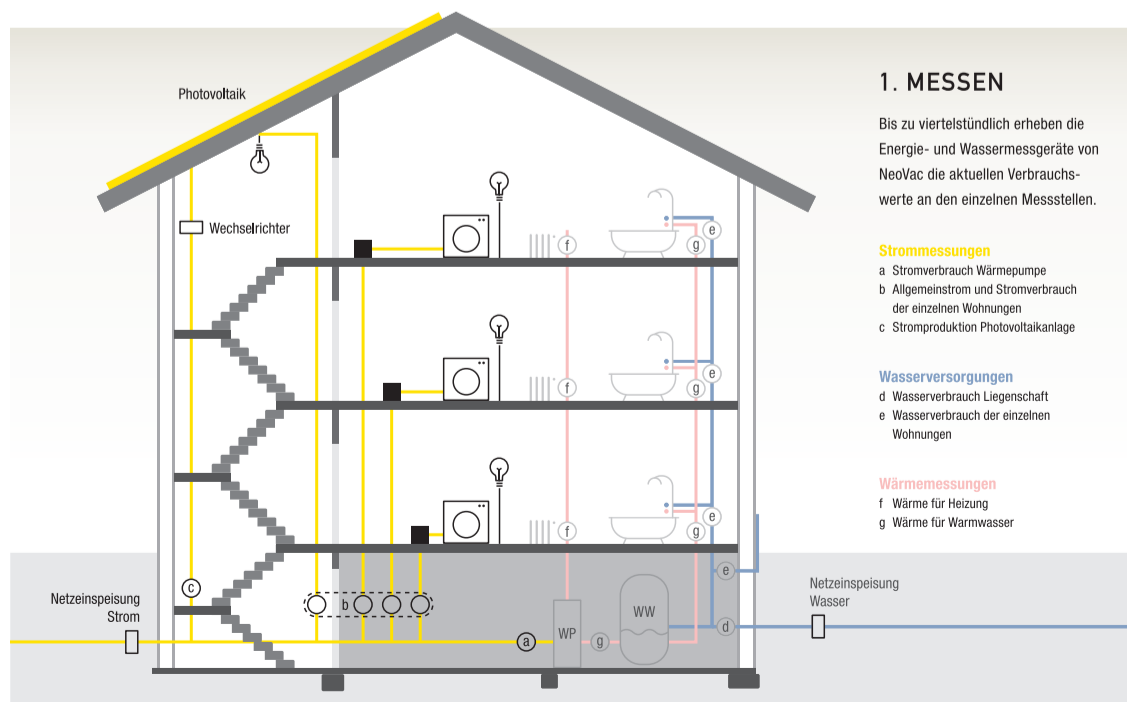 1. MESSEN
Bis zu viertelstündlich erheben die
Energie- und Wassermessgeräte von
NeoVac die aktuellen Verbrauchs-
werte an den einzelnen Messstellen.
Strommessungen
a Stromverbrauch Wärmepumpe
b Allgemeinstrom und Stromverbrauch
der einzelnen Wohnungen
c Stromproduktion Photovoltaikanlage
Wasserversorgungen
d Wasserverbrauch Liegenschaft
e Wasserverbrauch der einzelnen
Wohnungen
Wärmemessungen
f Wärme für Heizung
g Wärme für Warmwasser
Photovoltaik
Wechselrichter
f
g
e
f
g
e
f
g
e
e
c
b
Netzeinspeisung
Strom
a
WP
g
WW
d
Netzeinspeisung
Wasser